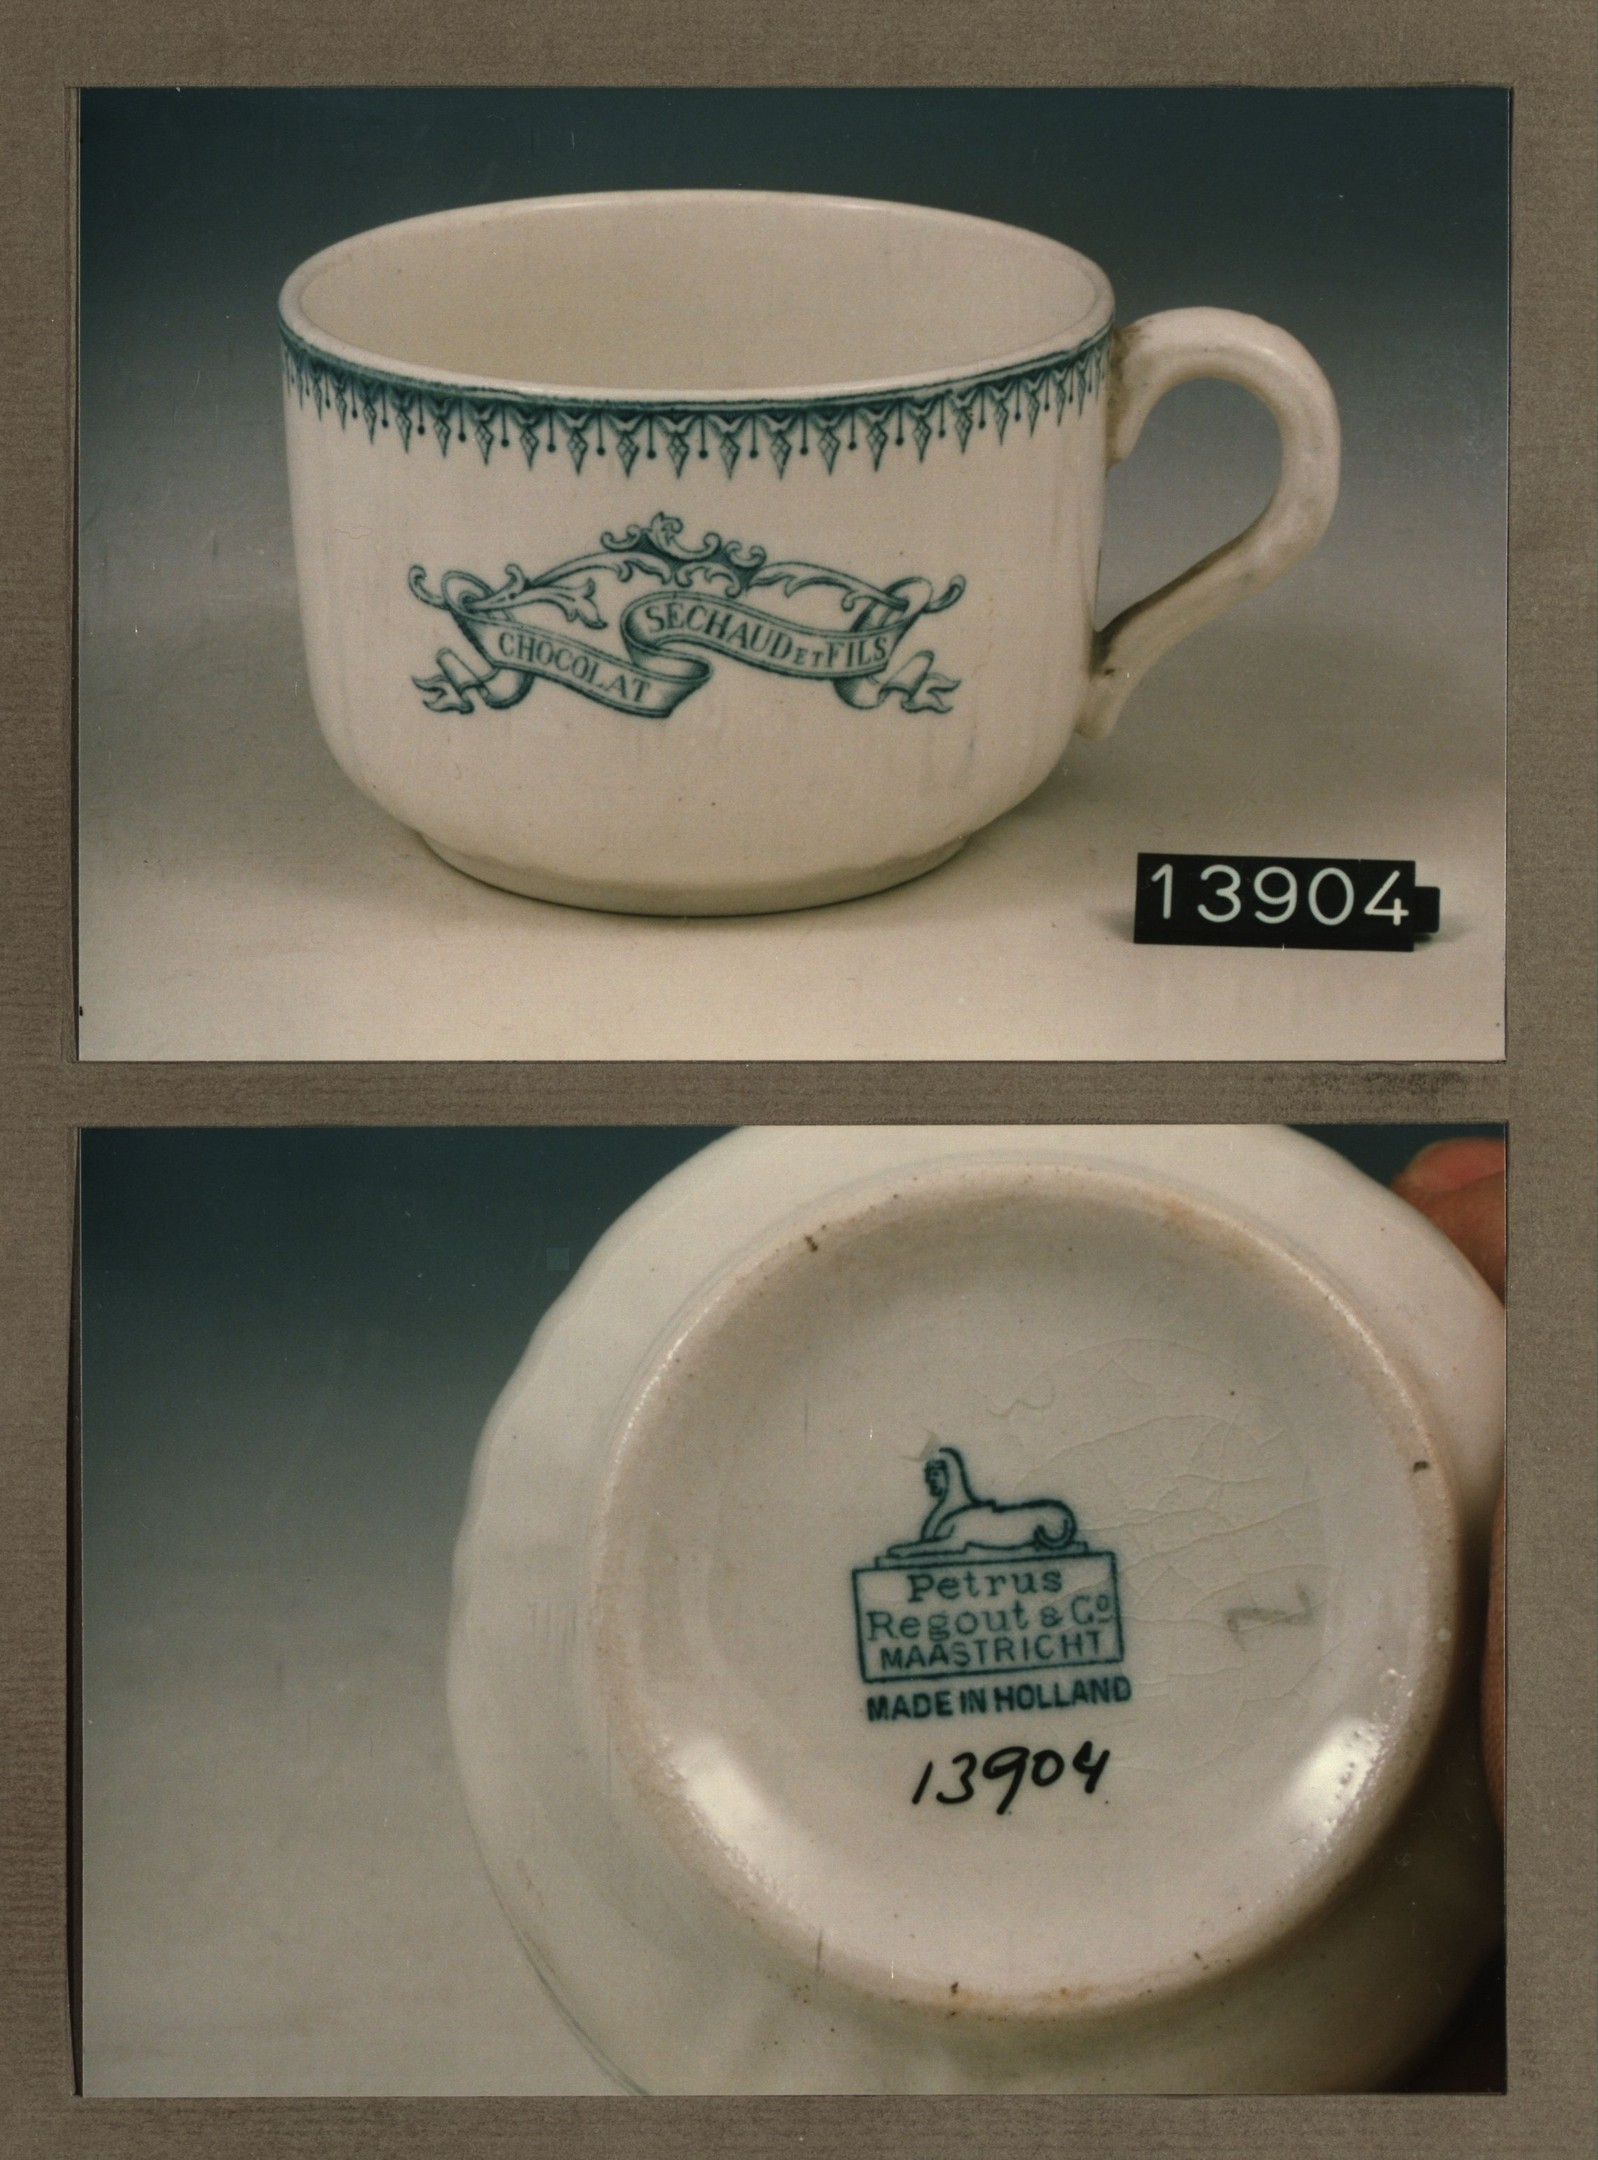 CHOCOLAT SECHAUD ET FILS
13904
Petrus
Regout & Co
MAASTRICHT
MADE IN HOLLAND
13904